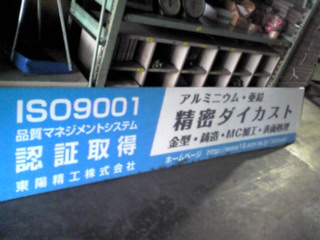 ISO9001
品質マネジメントシステム
認証取得
東陽精工株式会社
アルミニウム・亜鉛
精密ダイカスト
金型・鋳造・MC加工・表面処理
ホームページ